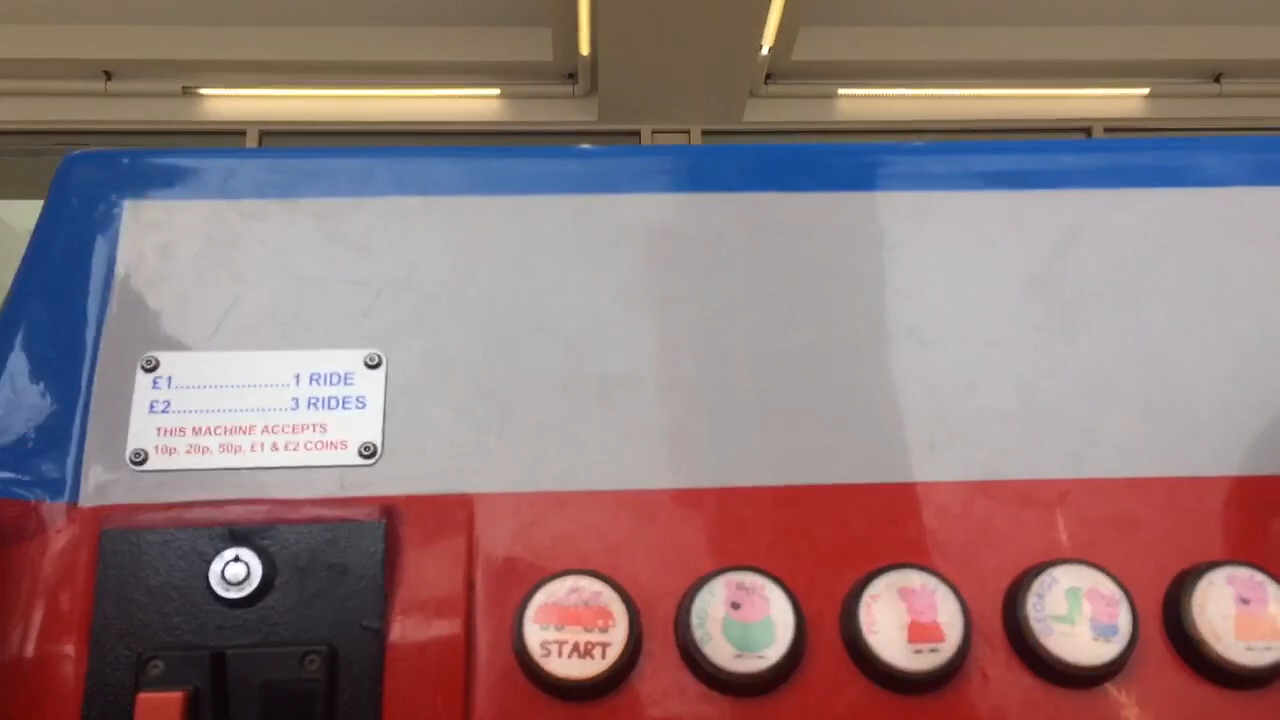 £1.....................1 RIDE
£2.....................3 RIDES
THIS MACHINE ACCEPTS
10p, 20p, 50p, £1 & £2 COINS
START
GEORGE